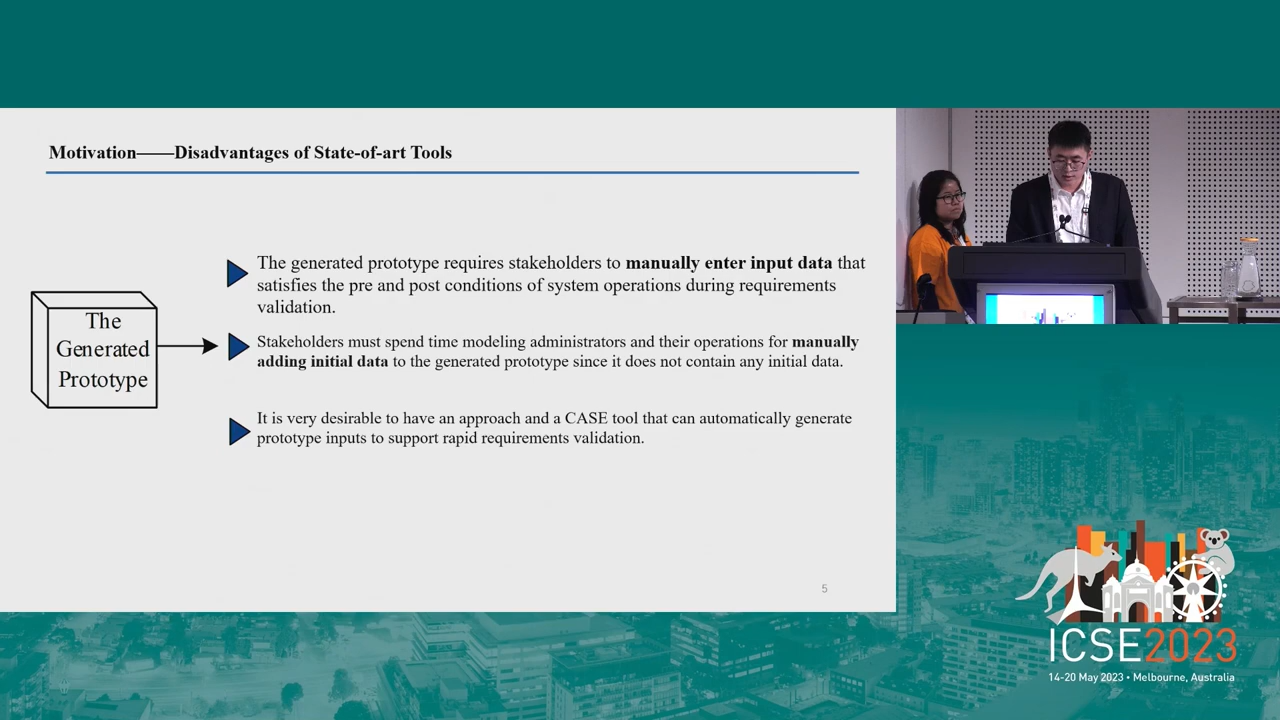 Motivation——Disadvantages of State-of-art Tools
The generated prototype requires stakeholders to manually enter input data that
satisfies the pre and post conditions of system operations during requirements
validation.
The
Generated
Prototype
Stakeholders must spend time modeling administrators and their operations for manually
adding initial data to the generated prototype since it does not contain any initial data.
It is very desirable to have an approach and a CASE tool that can automatically generate
prototype inputs to support rapid requirements validation.
5
ICSE2023
14-20 May 2023 • Melbourne, Australia